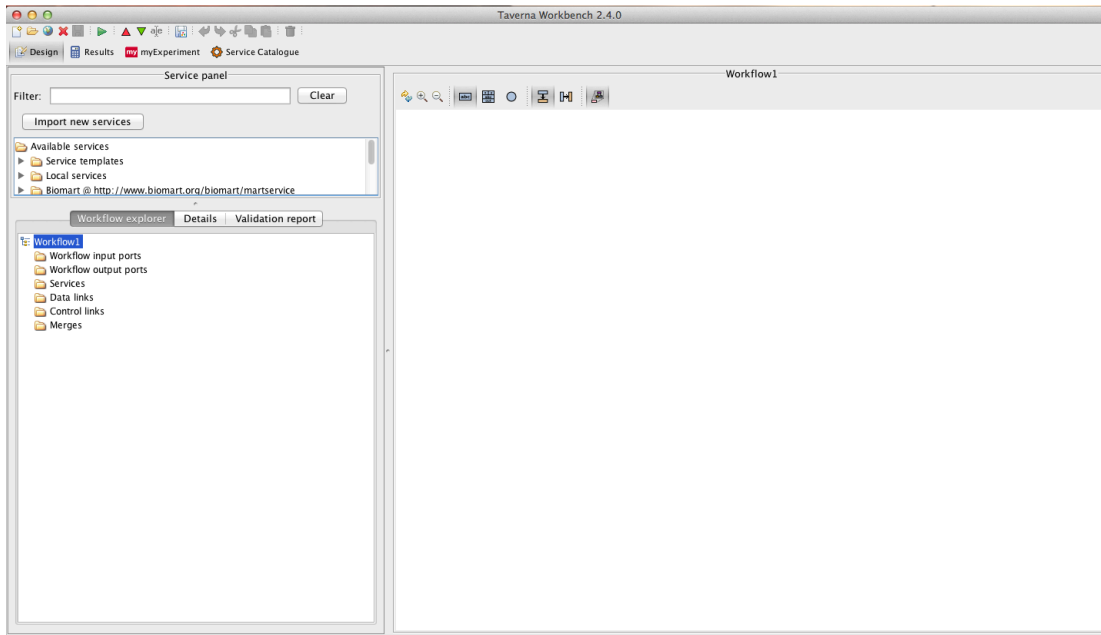 Taverna Workbench 2.4.0
Design Results my myExperiment Service Catalogue
Service panel
Filter: Clear
Import new services
Available services
Service templates
Local services
Biomart @ http://www.biomart.org/biomart/martservice
Workflow explorer Details Validation report
Workflow1
Workflow input ports
Workflow output ports
Services
Data links
Control links
Merges
Workflow1